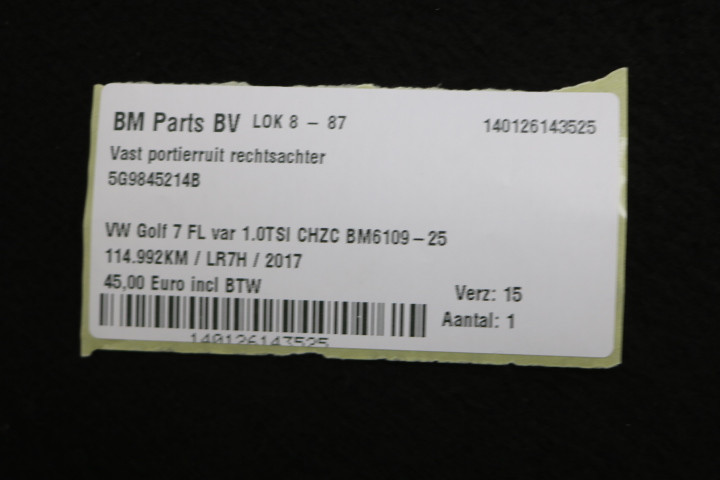 BM Parts BV LOK 8 - 87 140126143525
Vast portierruit rechtsachter
5G9845214B
VW Golf 7 FL var 1.0TSI CHZC BM6109-25
114.992KM / LR7H / 2017
45,00 Euro incl BTW
Verz: 15
Aantal: 1
140126143525